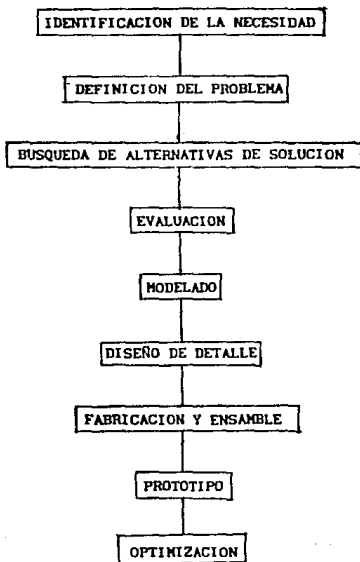 IDENTIFICACION DE LA NECESIDAD
DEFINICION DEL PROBLEMA
BUSQUEDA DE ALTERNATIVAS DE SOLUCION
EVALUACION
MODELADO
DISEÑO DE DETALLE
FABRICACION Y ENSAMBLE
PROTOTIPO
OPTIMIZACION